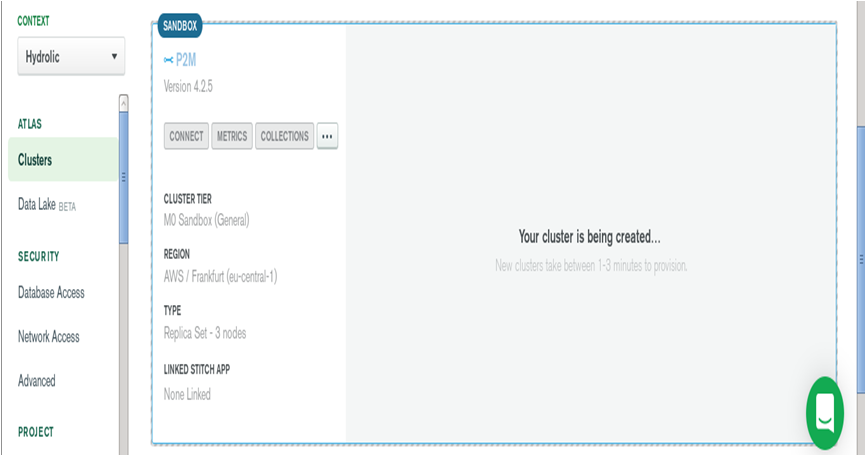 CONTEXT
Hydrolic
ATLAS
Clusters
Data Lake BETA
SECURITY
Database Access
Network Access
Advanced
PROJECT
SANDBOX
P2M
Version 4.2.5
CONNECT METRICS COLLECTIONS ...
CLUSTER TIER
M0 Sandbox (General)
REGION
AWS / Frankfurt (eu-central-1)
TYPE
Replica Set - 3 nodes
LINKED STITCH APP
None Linked
Your cluster is being created...
New clusters take between 1-3 minutes to provision.